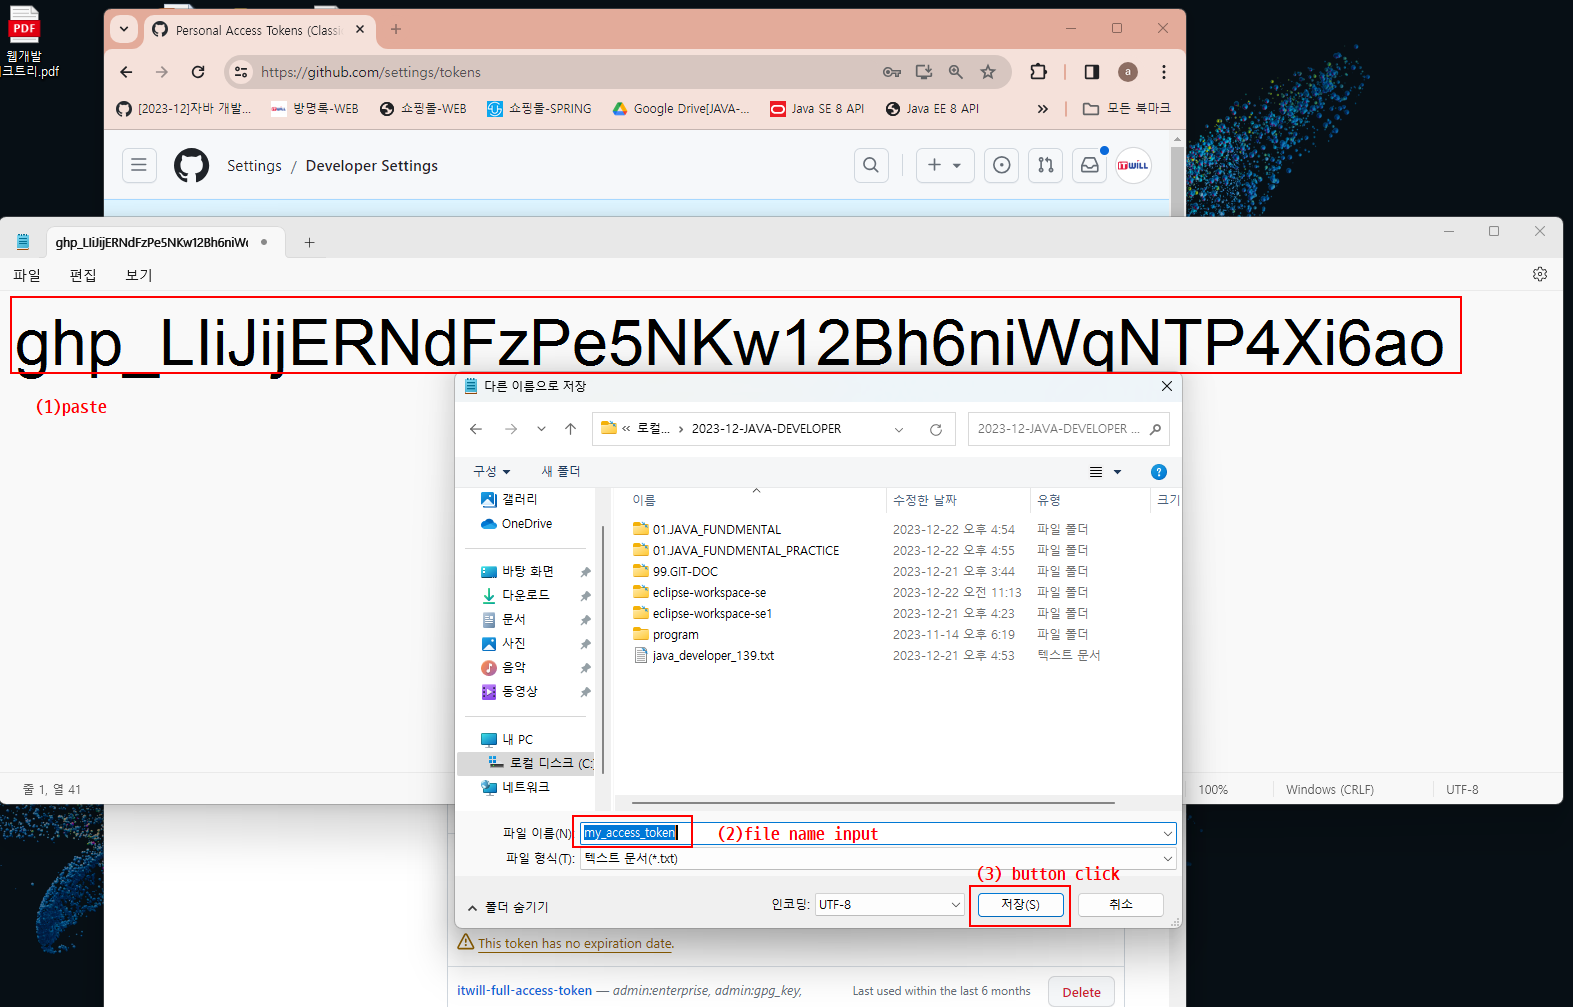 PDF
웹개발
크트리.pdf
Personal Access Tokens (Classi
https://github.com/settings/tokens
a
[2023-12]자바 개발...
방명록-WEB
쇼핑몰-WEB
쇼핑몰-SPRING
Google Drive[JAVA-...
Java SE 8 API
Java EE 8 API
모든 북마크
Settings / Developer Settings
ITWILL
ghp_LIiJijERNdFzPe5NKw12Bh6niWq
파일 편집 보기
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
(1)paste
다른 이름으로 저장
« 로컬... › 2023-12-JAVA-DEVELOPER
2023-12-JAVA-DEVELOPER ...
구성 새 폴더
이름 수정한 날짜 유형 크기
갤러리
OneDrive
바탕 화면
다운로드
문서
사진
음악
동영상
내 PC
로컬 디스크 (C:)
네트워크
01.JAVA_FUNDMENTAL 2023-12-22 오후 4:54 파일 폴더
01.JAVA_FUNDMENTAL_PRACTICE 2023-12-22 오후 4:55 파일 폴더
99.GIT-DOC 2023-12-21 오후 3:44 파일 폴더
eclipse-workspace-se 2023-12-22 오전 11:13 파일 폴더
eclipse-workspace-se1 2023-12-21 오후 4:23 파일 폴더
program 2023-11-14 오후 6:19 파일 폴더
java_developer_139.txt 2023-12-21 오후 4:53 텍스트 문서
줄 1, 열 41
100%
Windows (CRLF)
UTF-8
파일 이름(N): my_access_token
(2)file name input
파일 형식(T): 텍스트 문서(*.txt)
(3) button click
폴더 숨기기
인코딩: UTF-8
저장(S)
취소
This token has no expiration date.
itwill-full-access-token — admin:enterprise, admin:gpg_key,
Last used within the last 6 months
Delete